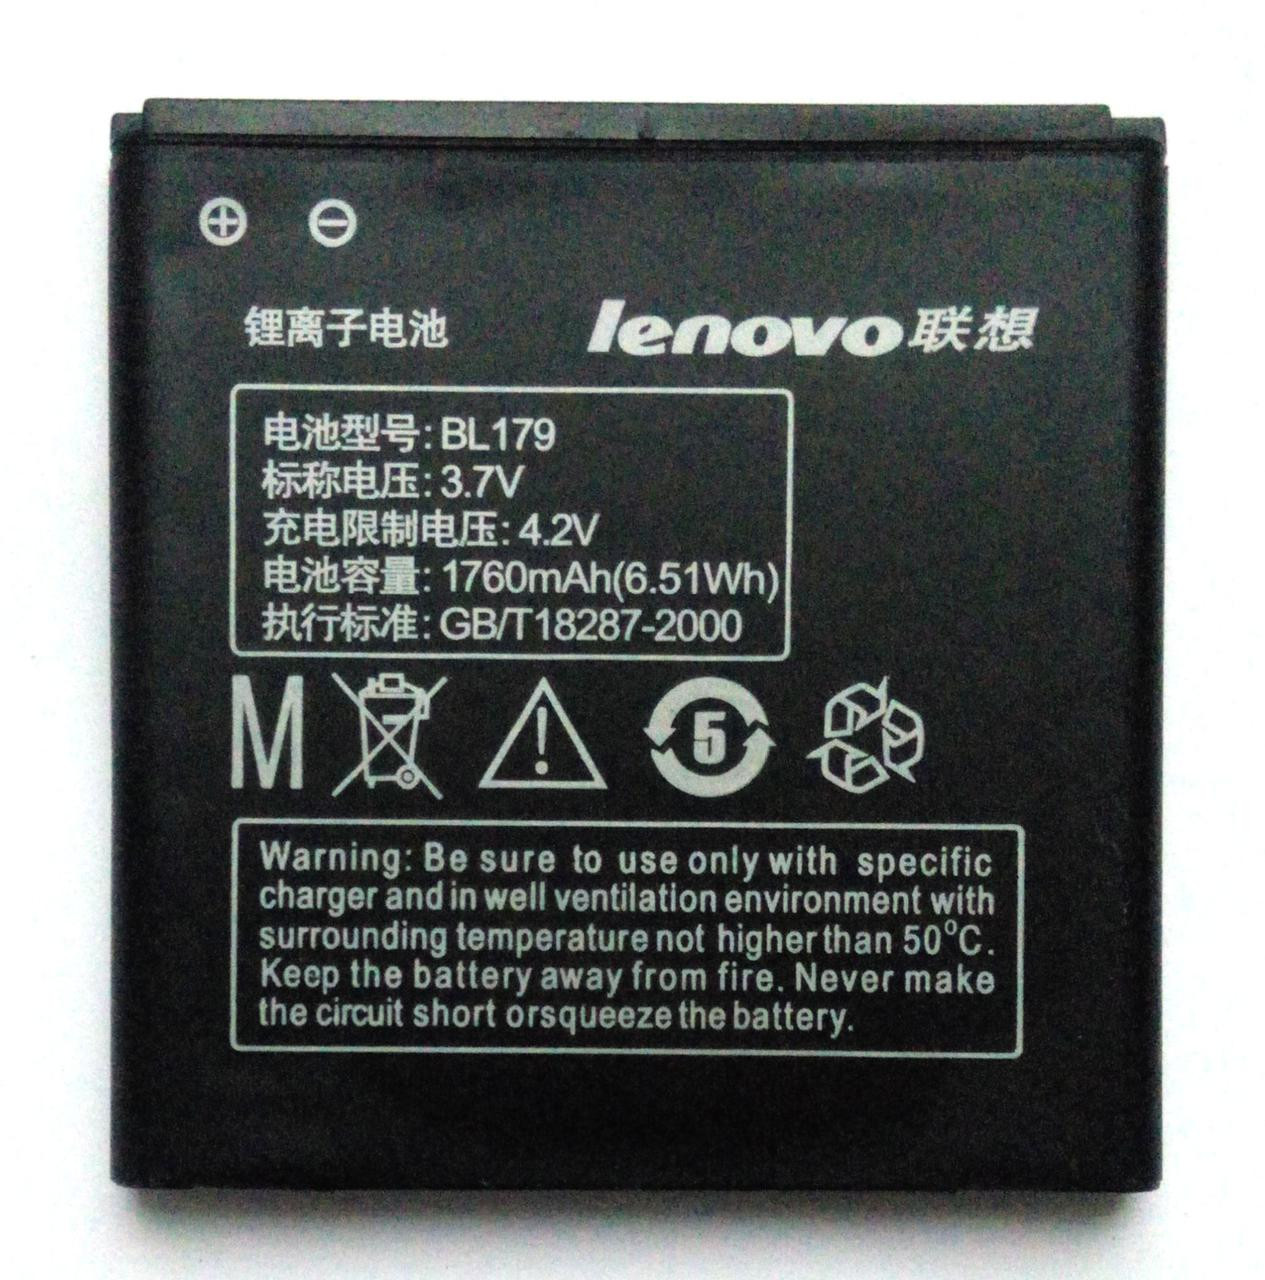 锂离子电池
lenovo联想
电池型号: BL179
标称电压: 3.7V
充电限制电压: 4.2V
电池容量: 1760mAh(6.51Wh)
执行标准: GB/T18287-2000
M
5
Warning: Be sure to use only with specific
charger and in well ventilation environment with
surrounding temperature not higher than 50°C.
Keep the battery away from fire. Never make
the circuit short orsqueeze the battery.